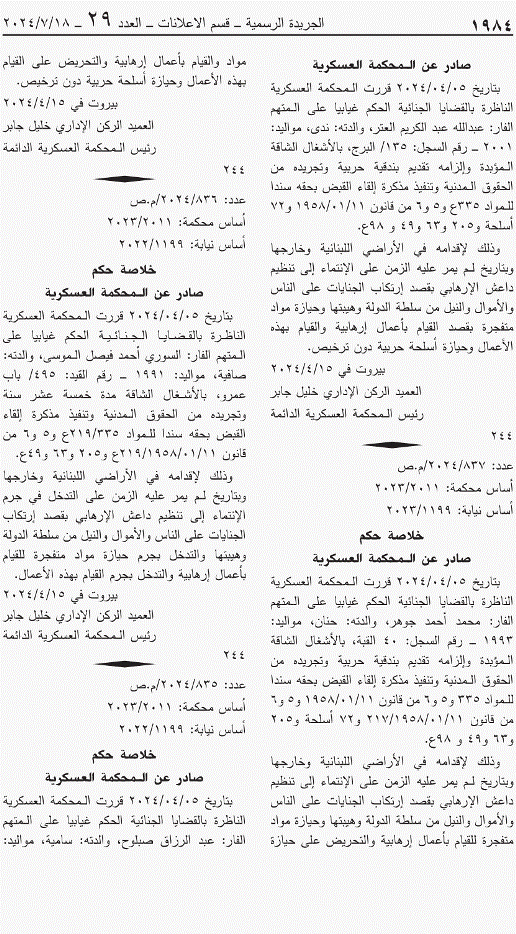 ١٩٨٤
الجريدة الرسمية ـ قسم الاعلانات ـ العدد ٢٩ ـ ٢٠٢٤/٧/١٨
صادر عن المحكمة العسكرية
بتاريخ ٢٠٢٤/٠٤/٠٥ قررت المحكمة العسكرية
الناظرة بالقضايا الجنائية الحكم غيابيا على المتهم
الفار: عبدالله عبد الكريم العتر، والدته: ندى، مواليد:
٢٠٠١ ـ رقم السجل: ١٣٥/ البرج، بالأشغال الشاقة
المؤبدة وإلزامه تقديم بندقية حربية وتجريده من
الحقوق المدنية وتنفيذ مذكرة إلقاء القبض بحقه سندا
للمواد ٣٣٥ع و٥ و٦ من قانون ١٩٥٨/٠١/١١ و٧٢
أسلحة و٢٠٥ و٦٣ و٤٩ و ٩٨ع.
وذلك لإقدامه في الأراضي اللبنانية وخارجها
وبتاريخ لم يمر عليه الزمن على الإنتماء إلى تنظيم
داعش الإرهابي بقصد إرتكاب الجنايات على الناس
والأموال والنيل من سلطة الدولة وهيبتها وحيازة مواد
متفجرة بقصد القيام بأعمال إرهابية والقيام بهذه
الأعمال وحيازة أسلحة حربية دون ترخيص.
بيروت في ٢٠٢٤/٤/١٥
العميد الركن الإداري خليل جابر
رئيس المحكمة العسكرية الدائمة
٢٤٤
عدد: ٢٠٢٤/٨٣٧/م.ص
أساس محكمة: ٢٠٢٣/٢٠١١
أساس نيابة: ٢٠٢٣/١١٩٩
خلاصة حكم
صادر عن المحكمة العسكرية
بتاريخ ٢٠٢٤/٠٤/٠٥ قررت المحكمة العسكرية
الناظرة بالقضايا الجنائية الحكم غيابيا على المتهم
الفار: محمد أحمد جوهر، والدته: حنان، مواليد:
١٩٩٣ ـ رقم السجل: ٤٠ القبة، بالأشغال الشاقة
المؤبدة وإلزامه تقديم بندقية حربية وتجريده من
الحقوق المدنية وتنفيذ مذكرة إلقاء القبض بحقه سندا
للمواد ٣٣٥ و٥ و٦ من قانون ١٩٥٨/٠١/١١ و٥ و٦
من قانون ٢١٧/١٩٥٨/٠١/١١ و٧٢ أسلحة و٢٠٥
و٦٣ و٤٩ و ٩٨ع.
وذلك لإقدامه في الأراضي اللبنانية وخارجها
وبتاريخ لم يمر عليه الزمن على الإنتماء إلى تنظيم
داعش الإرهابي بقصد إرتكاب الجنايات على الناس
والأموال والنيل من سلطة الدولة وهيبتها وحيازة مواد
متفجرة للقيام بأعمال إرهابية والتحريض على حيازة
مواد والقيام بأعمال إرهابية والتحريض على القيام
بهذه الأعمال وحيازة أسلحة حربية دون ترخيص.
بيروت في ٢٠٢٤/٤/١٥
العميد الركن الإداري خليل جابر
رئيس المحكمة العسكرية الدائمة
٢٤٤
عدد: ٢٠٢٤/٨٣٦/م.ص
أساس محكمة: ٢٠٢٣/٢٠١١
أساس نيابة: ٢٠٢٢/١١٩٩
خلاصة حكم
صادر عن المحكمة العسكرية
بتاريخ ٢٠٢٤/٠٤/٠٥ قررت المحكمة العسكرية
الناظرة بالقضايا الجنائية الحكم غيابيا على
المتهم الفار: السوري أحمد فيصل الموسى، والدته:
صافية، مواليد: ١٩٩١ ـ رقم القيد: ٤٩٥/ باب
عمرو، بالأشغال الشاقة مدة خمسة عشر سنة
وتجريده من الحقوق المدنية وتنفيذ مذكرة إلقاء
القبض بحقه سندا للمواد ٢١٩/٣٣٥ع و٥ و٦ من
قانون ٢١٩/١٩٥٨/٠١/١١ع و٢٠٥ و٦٣ و٤٩ع.
وذلك لإقدامه في الأراضي اللبنانية وخارجها
وبتاريخ لم يمر عليه الزمن على التدخل في جرم
الإنتماء إلى تنظيم داعش الإرهابي بقصد إرتكاب
الجنايات على الناس والأموال والنيل من سلطة الدولة
وهيبتها والتدخل بجرم حيازة مواد متفجرة للقيام
بأعمال إرهابية والتدخل بجرم القيام بهذه الأعمال.
بيروت في ٢٠٢٤/٤/١٥
العميد الركن الإداري خليل جابر
رئيس المحكمة العسكرية الدائمة
٢٤٤
عدد: ٢٠٢٤/٨٣٥/م.ص
أساس محكمة: ٢٠٢٣/٢٠١١
أساس نيابة: ٢٠٢٢/١١٩٩
خلاصة حكم
صادر عن المحكمة العسكرية
بتاريخ ٢٠٢٤/٠٤/٠٥ قررت المحكمة العسكرية
الناظرة بالقضايا الجنائية الحكم غيابيا على المتهم
الفار: عبد الرزاق صبلوح، والدته: سامية، مواليد: